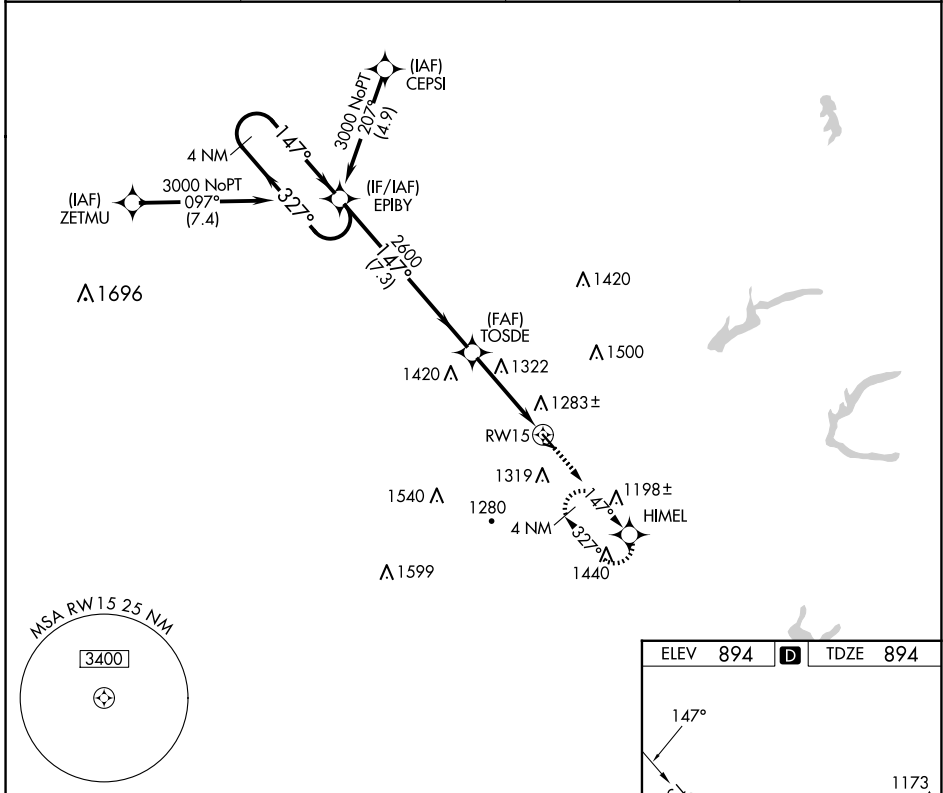 (IAF)
CEPSI
3000 NoPT
207°
(4.9)
4 NM
147°
327°
(IF/IAF)
EPIBY
(IAF)
ZETMU
3000 NoPT
097°
(7.4)
2600
147°
(7.3)
1696
1420
(FAF)
TOSDE
1500
1420
1322
1283±
RW15
1319
1540
1280
1198±
147°
HIMEL
4 NM
327°
1440
1599
MSA RW15 25 NM
3400
ELEV 894 D TDZE 894
147°
1173